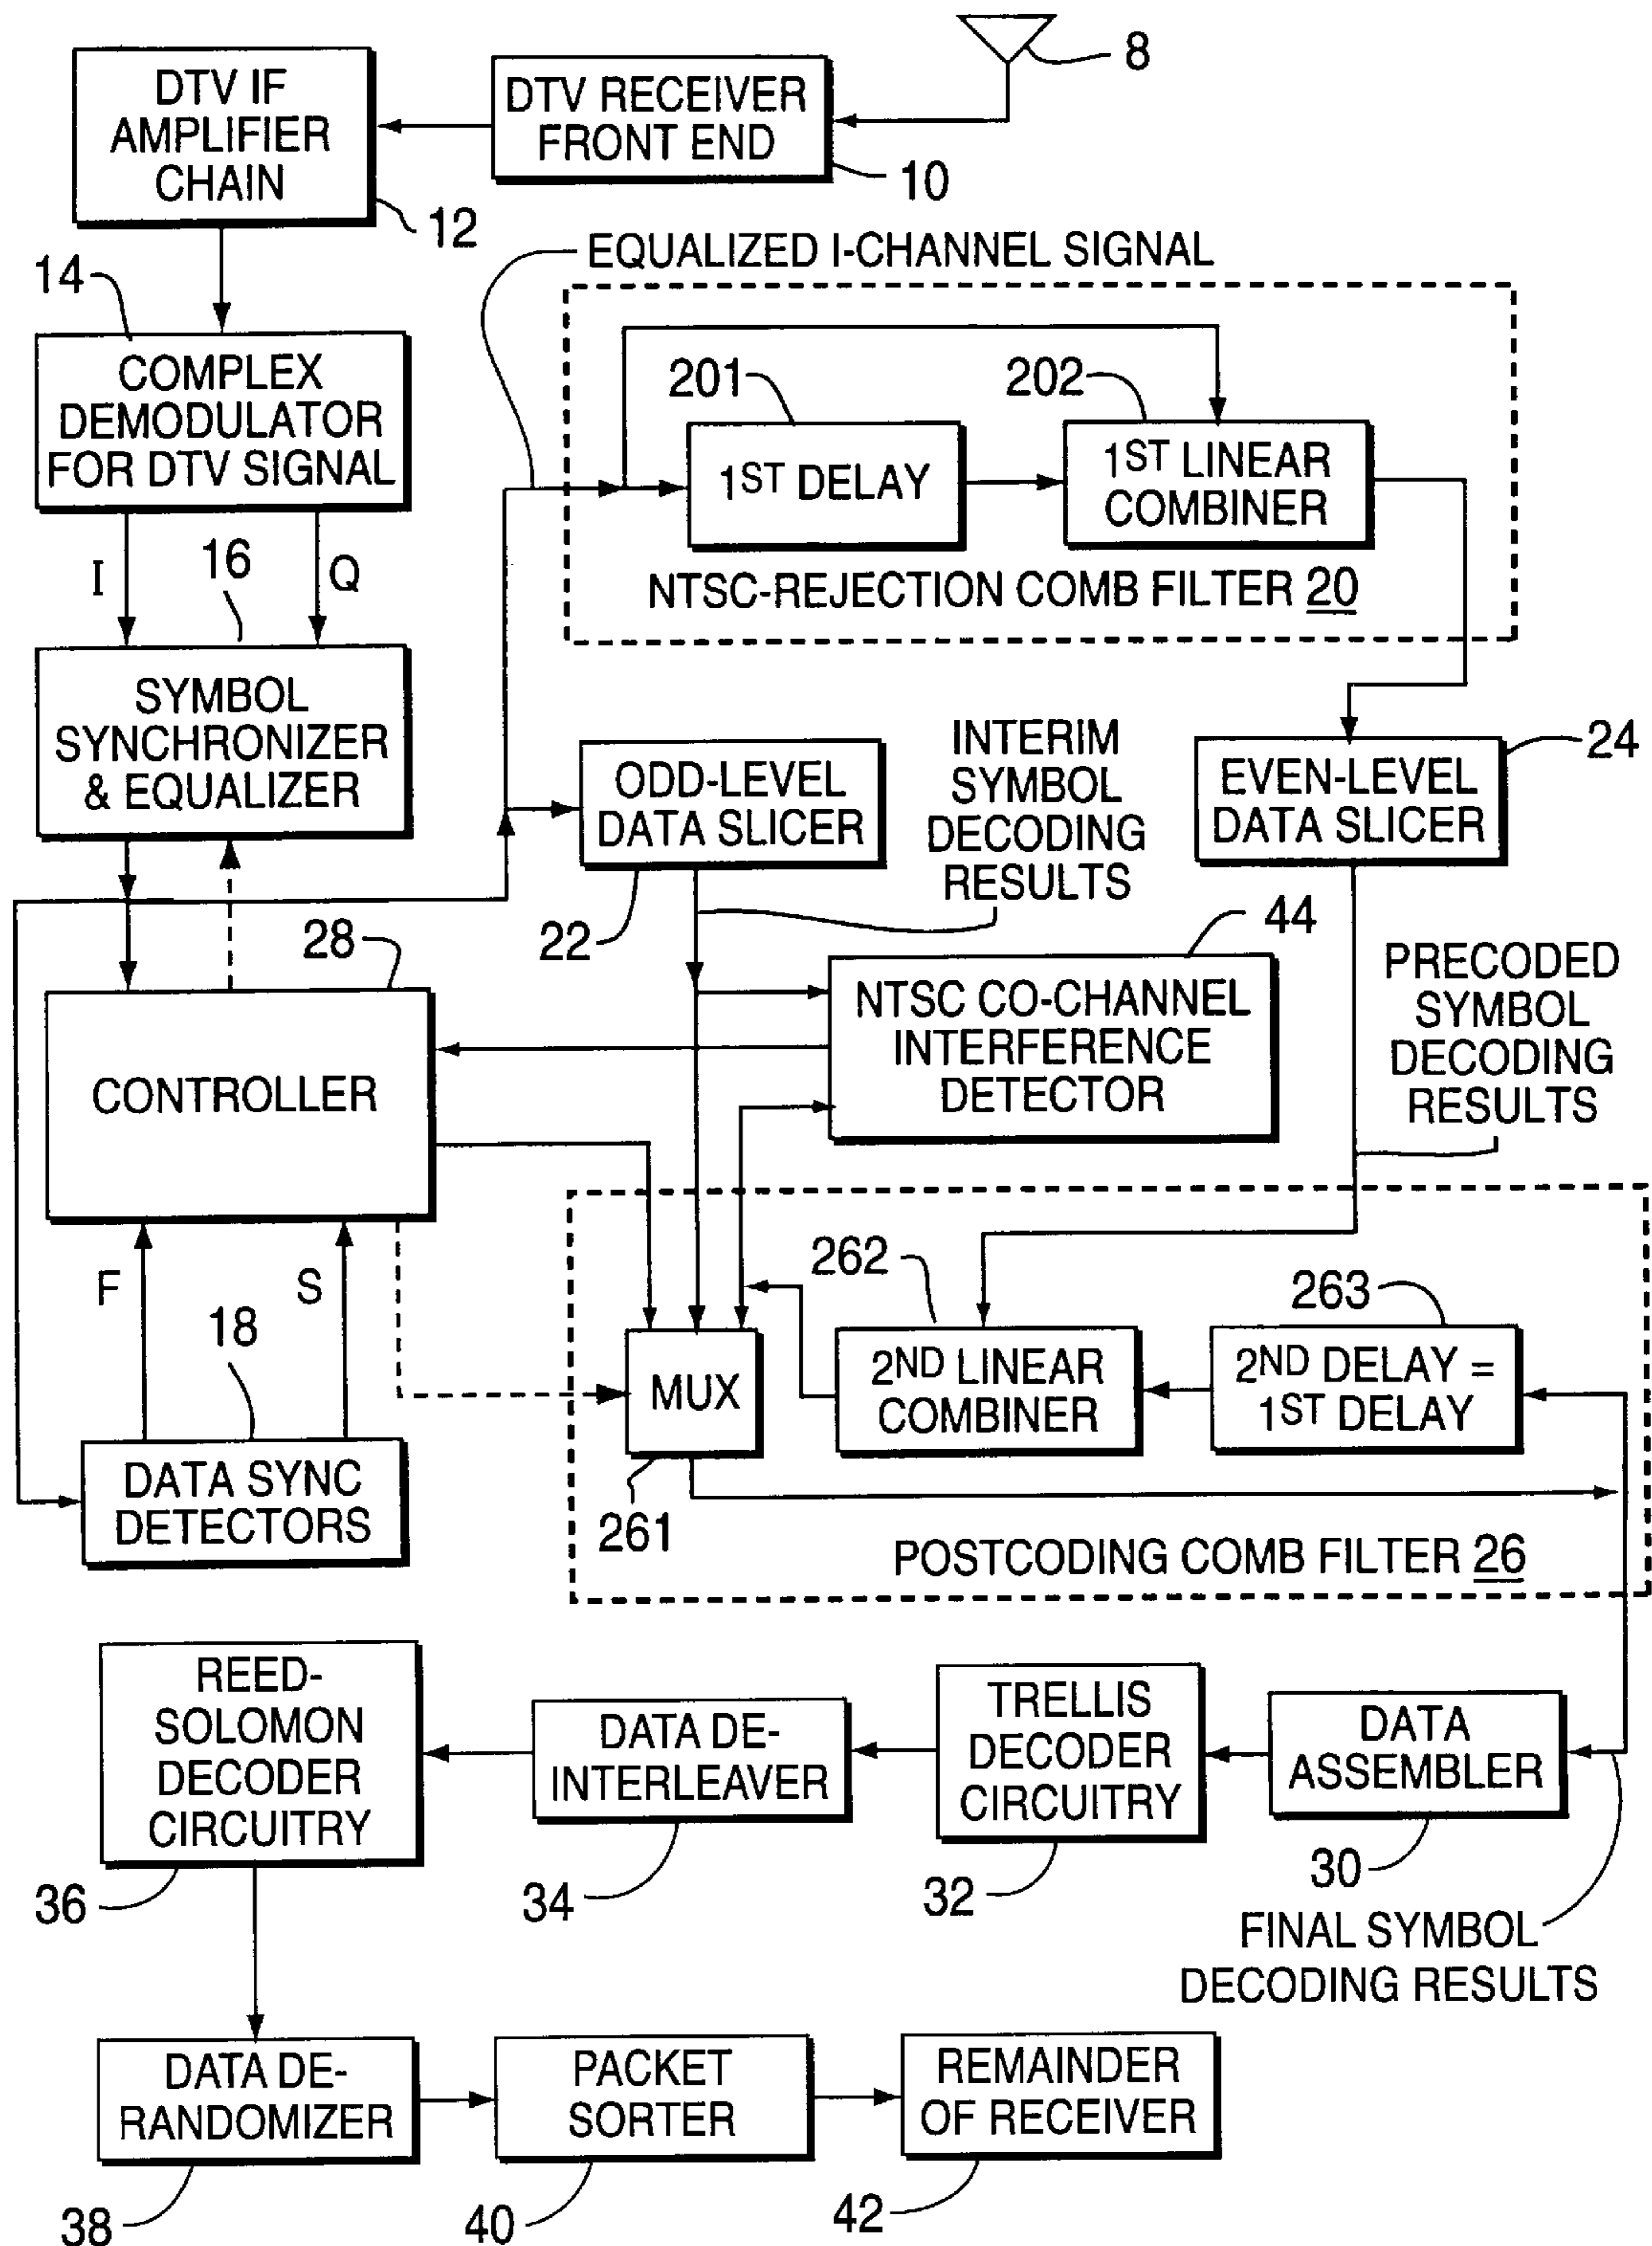 8
DTV IF
AMPLIFIER
CHAIN
12
DTV RECEIVER
FRONT END
10
EQUALIZED I-CHANNEL SIGNAL
14
COMPLEX
DEMODULATOR
FOR DTV SIGNAL
I
Q
16
201
1ST DELAY
202
1ST LINEAR
COMBINER
NTSC-REJECTION COMB FILTER 20
SYMBOL
SYNCHRONIZER
& EQUALIZER
ODD-LEVEL
DATA SLICER
22
INTERIM
SYMBOL
DECODING
RESULTS
EVEN-LEVEL
DATA SLICER
24
28
CONTROLLER
44
NTSC CO-CHANNEL
INTERFERENCE
DETECTOR
PRECODED
SYMBOL
DECODING
RESULTS
F
S
18
DATA SYNC
DETECTORS
MUX
261
262
2ND LINEAR
COMBINER
263
2ND DELAY =
1ST DELAY
POSTCODING COMB FILTER 26
REED-
SOLOMON
DECODER
CIRCUITRY
36
DATA DE-
INTERLEAVER
34
TRELLIS
DECODER
CIRCUITRY
32
DATA
ASSEMBLER
30
FINAL SYMBOL
DECODING RESULTS
DATA DE-
RANDOMIZER
38
PACKET
SORTER
40
REMAINDER
OF RECEIVER
42